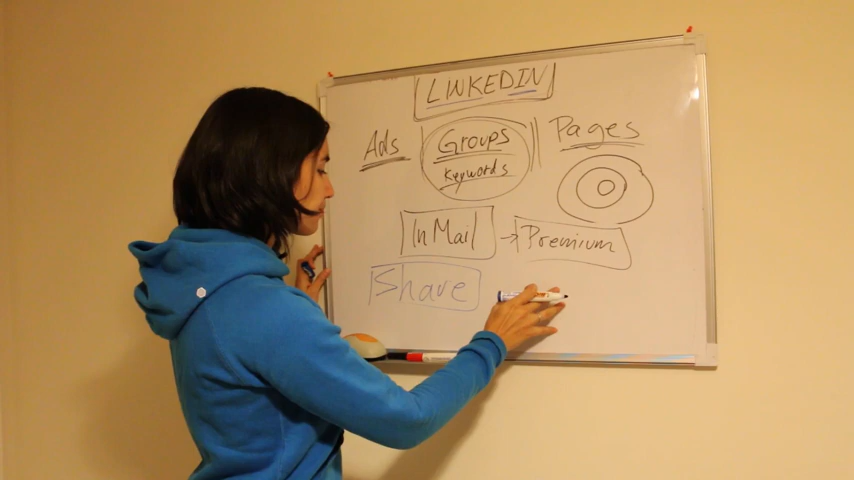 LINKEDIN
Ads
Groups
Keywords
Pages
InMail
Premium
Share